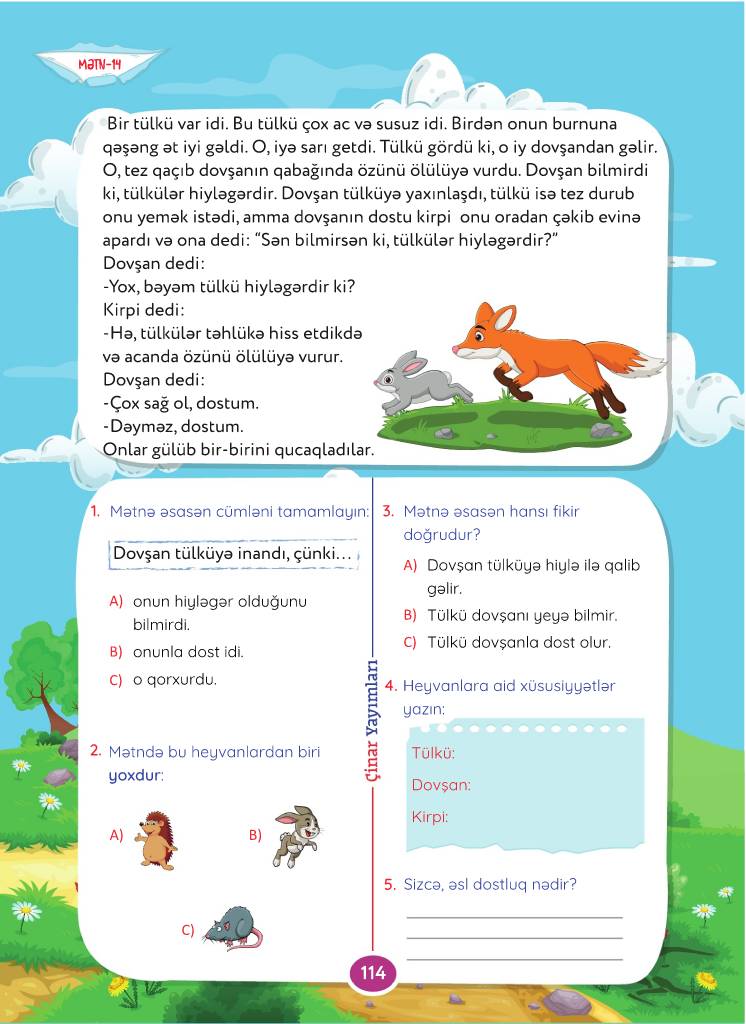 MƏTN-14
Bir tülkü var idi. Bu tülkü çox ac və susuz idi. Birdən onun burnuna
qəşəng ət iyi gəldi. O, iyə sarı getdi. Tülkü gördü ki, o iy dovşandan gəlir.
O, tez qaçıb dovşanın qabağında özünü ölülüyə vurdu. Dovşan bilmirdi
ki, tülkülər hiyləgərdir. Dovşan tülküyə yaxınlaşdı, tülkü isə tez durub
onu yemək istədi, amma dovşanın dostu kirpi onu oradan çəkib evinə
apardı və ona dedi: “Sən bilmirsən ki, tülkülər hiyləgərdir?”
Dovşan dedi:
-Yox, bəyəm tülkü hiyləgərdir ki?
Kirpi dedi:
-Hə, tülkülər təhlükə hiss etdikdə
və acanda özünü ölülüyə vurur.
Dovşan dedi:
-Çox sağ ol, dostum.
-Dəyməz, dostum.
Onlar gülüb bir-birini qucaqladılar.
1. Mətnə əsasən cümləni tamamlayın:
Dovşan tülküyə inandı, çünki...
A) onun hiyləgər olduğunu
bilmirdi.
B) onunla dost idi.
C) o qorxurdu.
2. Mətndə bu heyvanlardan biri
yoxdur:
A)
B)
C)
Çinar Yayımları
3. Mətnə əsasən hansı fikir
doğrudur?
A) Dovşan tülküyə hiylə ilə qalib
gəlir.
B) Tülkü dovşanı yeyə bilmir.
C) Tülkü dovşanla dost olur.
4. Heyvanlara aid xüsusiyyətlər
yazın:
Tülkü:
Dovşan:
Kirpi:
5. Sizcə, əsl dostluq nədir?
114